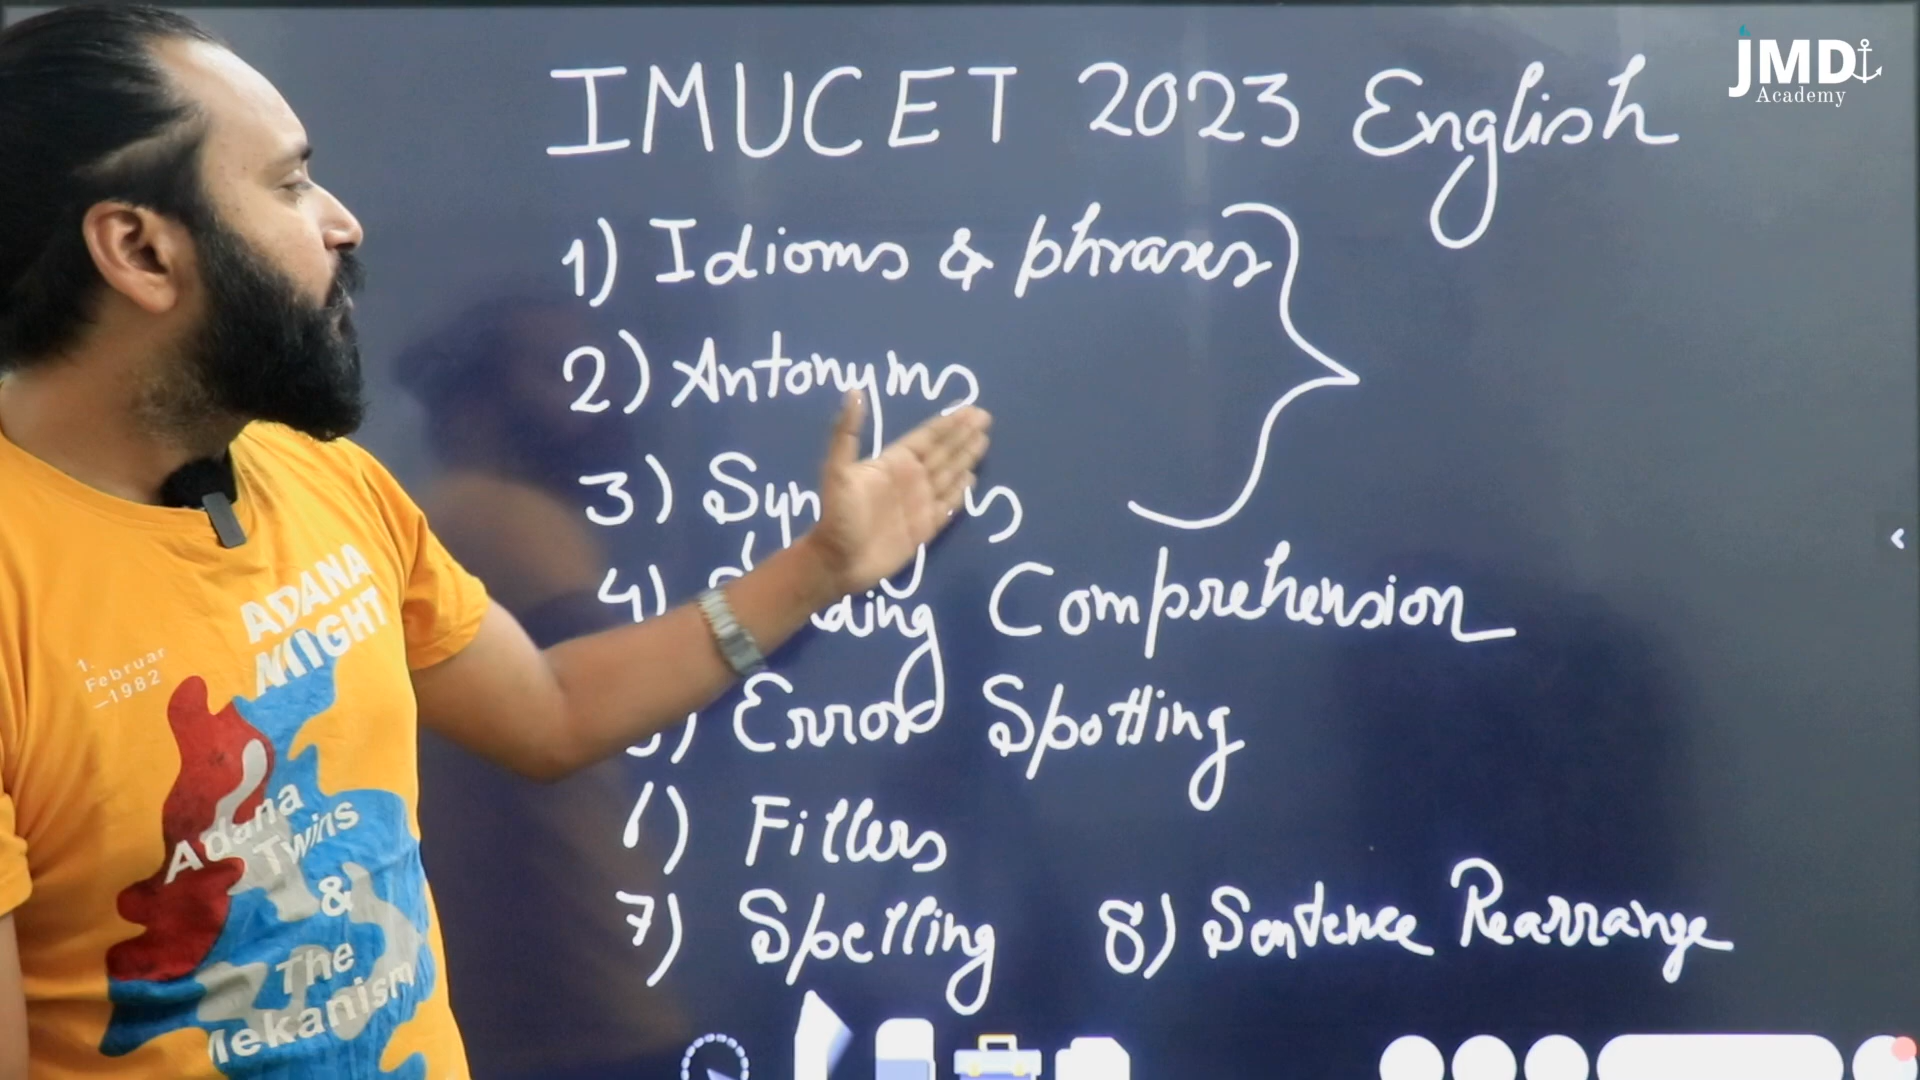 JMD
Academy
IMUCET 2023 English
1) Idioms & phrases
2) Antonyms
3)
4) Comprehension
Error Spotting
6) Fillers
7) Spelling 8) Sentence Rearrange
ADANA
NIGHT
1.
Februar
—1982
Adana
Twins
&
The
Mekanism